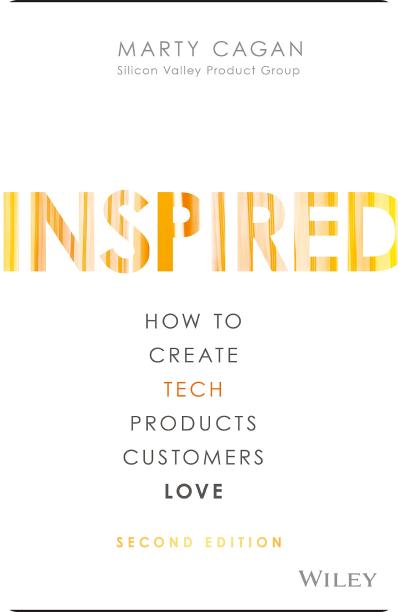 MARTY CAGAN
Silicon Valley Product Group
INSPIRED
HOW TO
CREATE
TECH
PRODUCTS
CUSTOMERS
LOVE
SECOND EDITION
WILEY